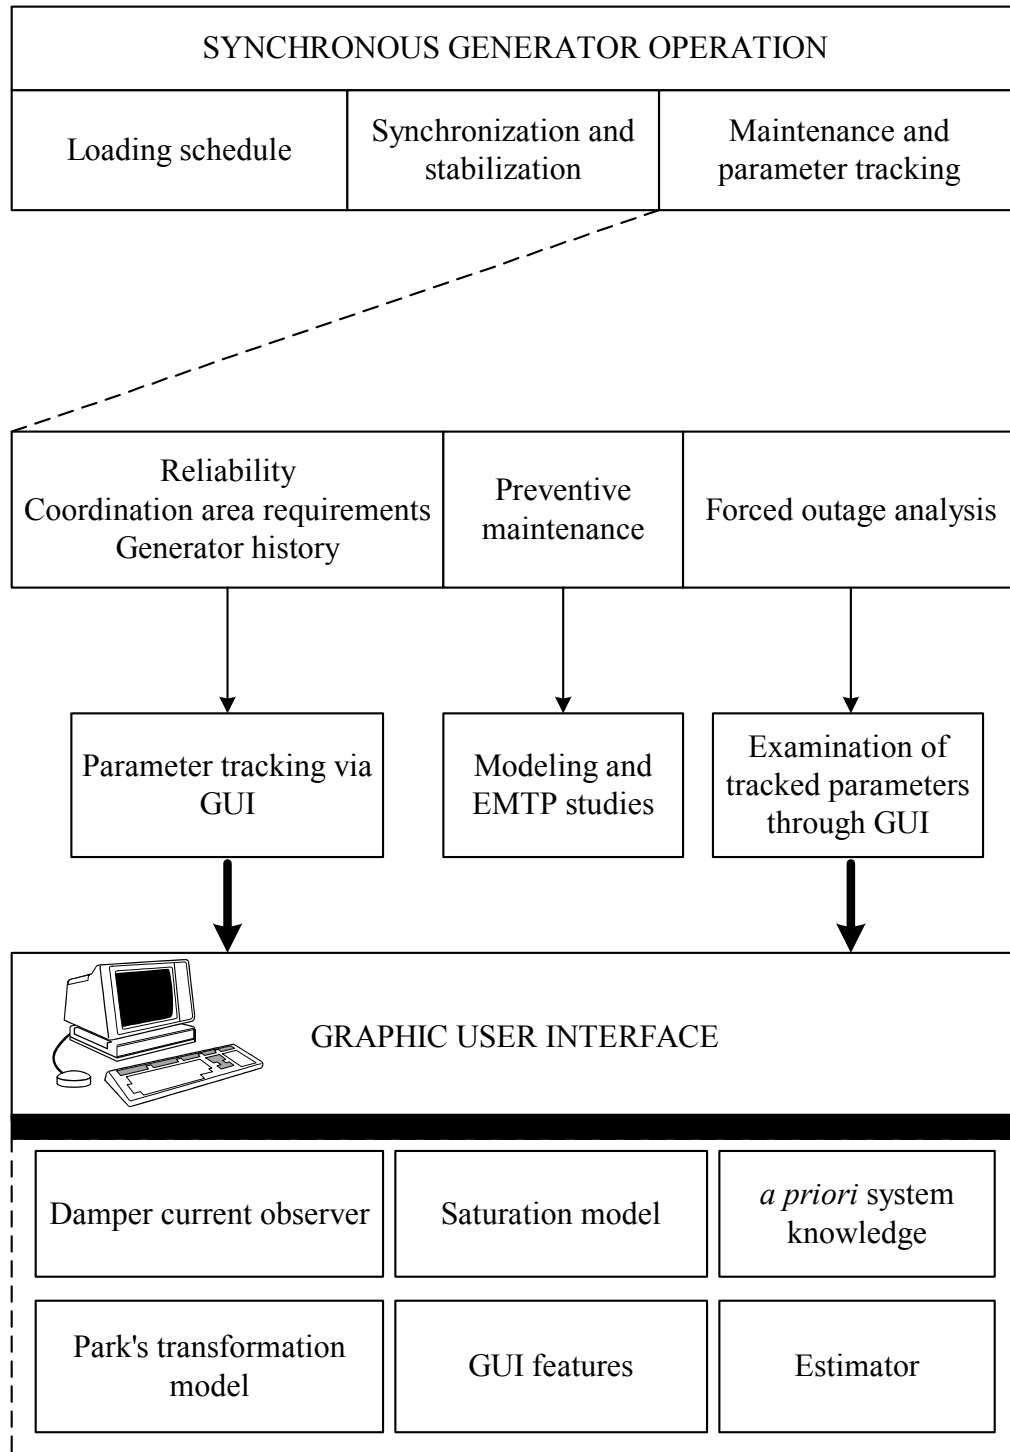 SYNCHRONOUS GENERATOR OPERATION
Loading schedule
Synchronization and
stabilization
Maintenance and
parameter tracking
Reliability
Coordination area requirements
Generator history
Preventive
maintenance
Forced outage analysis
Parameter tracking via
GUI
Modeling and
EMTP studies
Examination of
tracked parameters
through GUI
GRAPHIC USER INTERFACE
Damper current observer
Saturation model
a priori system
knowledge
Park's transformation
model
GUI features
Estimator